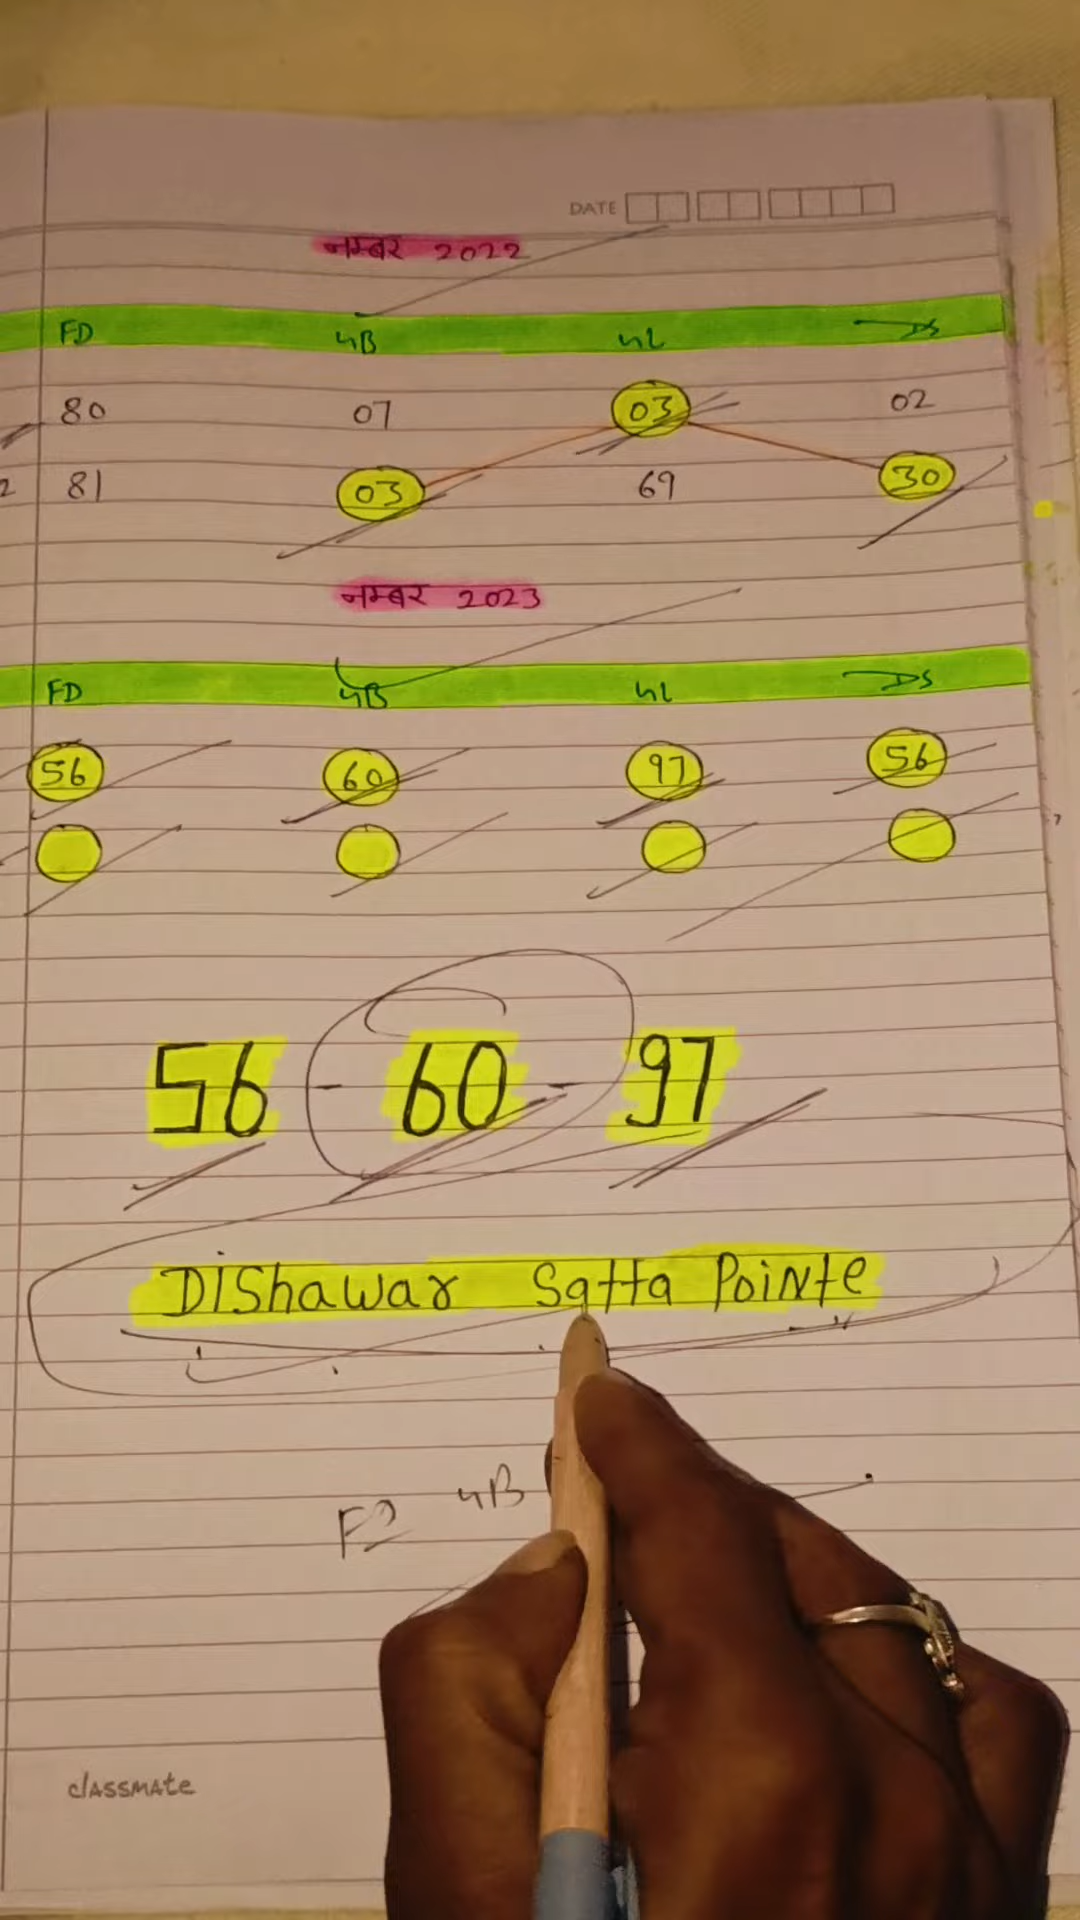 DATE
नम्बर 2022
FD GB GL DS
80 07 03 02
2 81 03 69 30
नम्बर 2023
FD GB GL DS
56 60 97 56
56 - 60 - 97
DIShawar Satta PoiNte
GB
classmate